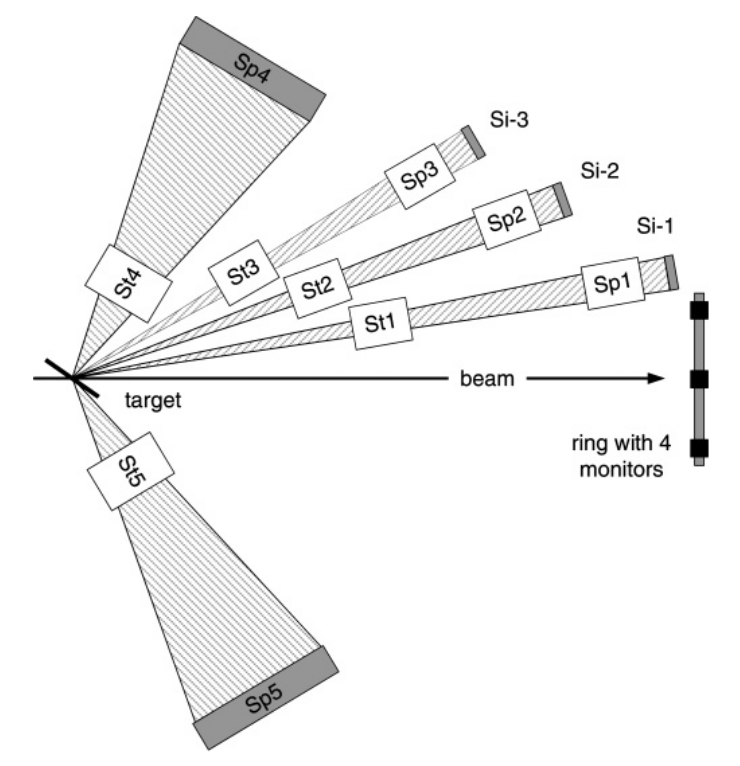 Sp4
Si-3
Sp3
Si-2
Sp2
Si-1
St4
St3
St2
Sp1
St1
beam
target
ring with 4
monitors
St5
Sp5